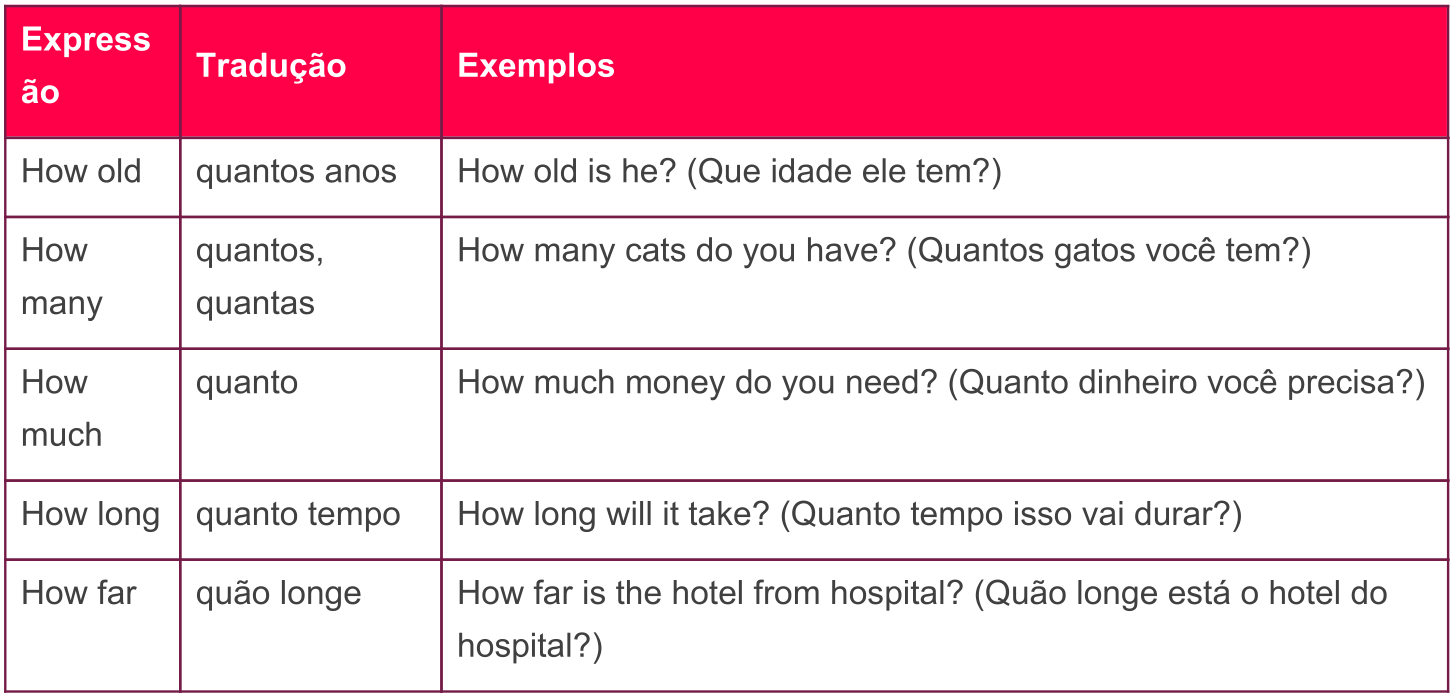 Express
ão
Tradução
Exemplos
How old
quantos anos
How old is he? (Que idade ele tem?)
How
many
quantos,
quantas
How many cats do you have? (Quantos gatos você tem?)
How
much
quanto
How much money do you need? (Quanto dinheiro você precisa?)
How long
quanto tempo
How long will it take? (Quanto tempo isso vai durar?)
How far
quão longe
How far is the hotel from hospital? (Quão longe está o hotel do
hospital?)